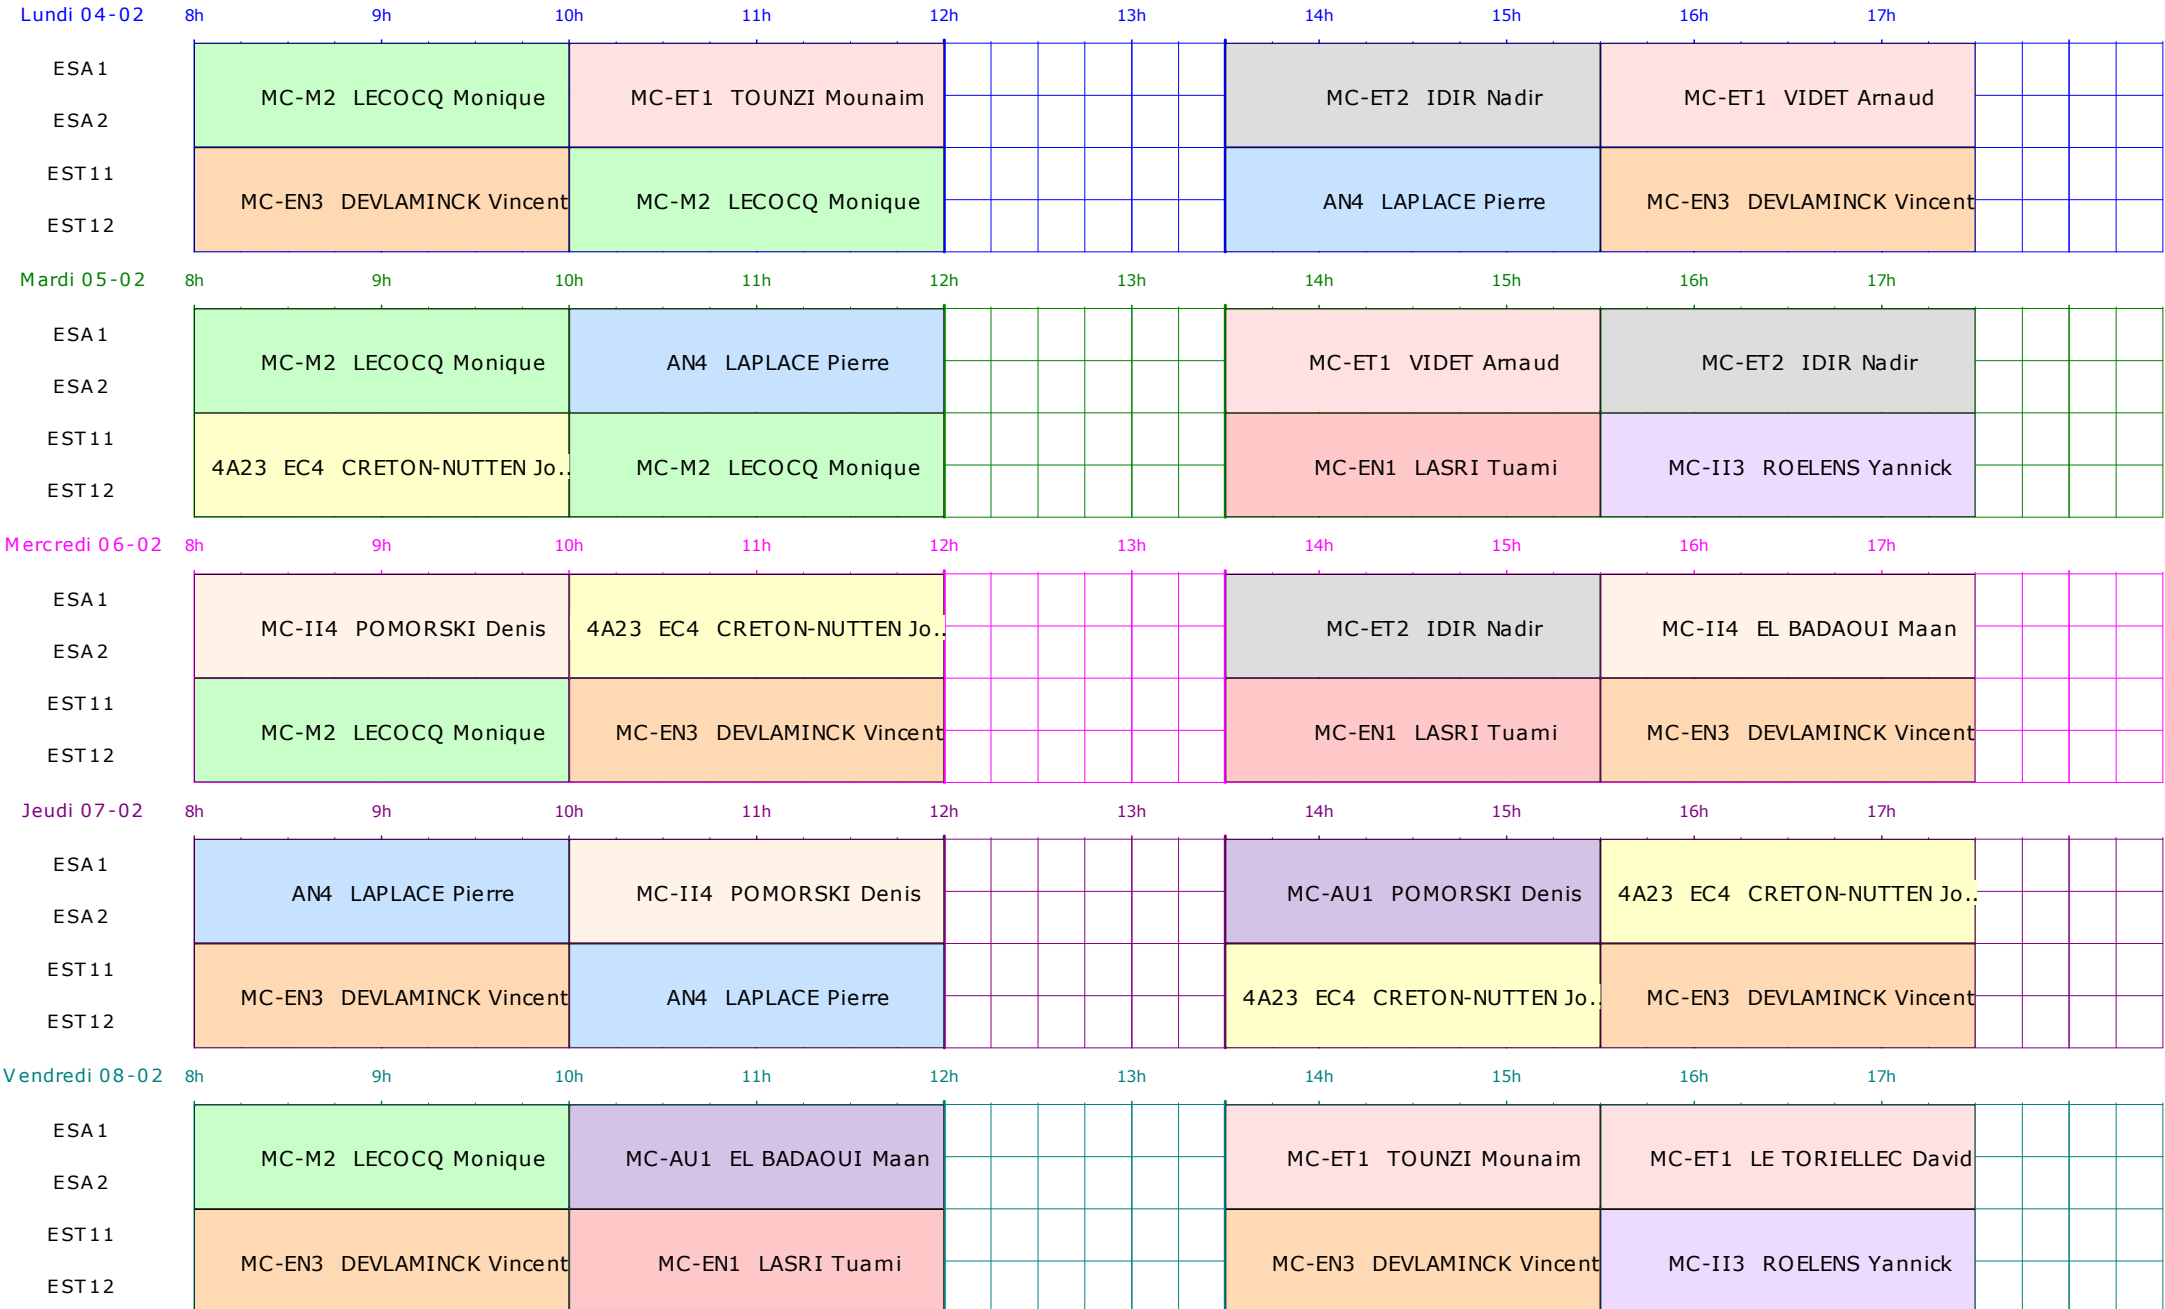 Lundi 04-02 8h 9h 10h 11h 12h 13h 14h 15h 16h 17h
ESA1
MC-M2 LECOCQ Monique MC-ET1 TOUNZI Mounaim MC-ET2 IDIR Nadir MC-ET1 VIDET Arnaud
ESA2
EST11
MC-EN3 DEVLAMINCK Vincent MC-M2 LECOCQ Monique AN4 LAPLACE Pierre MC-EN3 DEVLAMINCK Vincent
EST12
Mardi 05-02 8h 9h 10h 11h 12h 13h 14h 15h 16h 17h
ESA1
MC-M2 LECOCQ Monique AN4 LAPLACE Pierre MC-ET1 VIDET Arnaud MC-ET2 IDIR Nadir
ESA2
EST11
4A23 EC4 CRETON-NUTTEN Jo.. MC-M2 LECOCQ Monique MC-EN1 LASRI Tuami MC-II3 ROELENS Yannick
EST12
Mercredi 06-02 8h 9h 10h 11h 12h 13h 14h 15h 16h 17h
ESA1
MC-II4 POMORSKI Denis 4A23 EC4 CRETON-NUTTEN Jo.. MC-ET2 IDIR Nadir MC-II4 EL BADAOUI Maan
ESA2
EST11
MC-M2 LECOCQ Monique MC-EN3 DEVLAMINCK Vincent MC-EN1 LASRI Tuami MC-EN3 DEVLAMINCK Vincent
EST12
Jeudi 07-02 8h 9h 10h 11h 12h 13h 14h 15h 16h 17h
ESA1
AN4 LAPLACE Pierre MC-II4 POMORSKI Denis MC-AU1 POMORSKI Denis 4A23 EC4 CRETON-NUTTEN Jo..
ESA2
EST11
MC-EN3 DEVLAMINCK Vincent AN4 LAPLACE Pierre 4A23 EC4 CRETON-NUTTEN Jo.. MC-EN3 DEVLAMINCK Vincent
EST12
Vendredi 08-02 8h 9h 10h 11h 12h 13h 14h 15h 16h 17h
ESA1
MC-M2 LECOCQ Monique MC-AU1 EL BADAOUI Maan MC-ET1 TOUNZI Mounaim MC-ET1 LE TORIELLEC David
ESA2
EST11
MC-EN3 DEVLAMINCK Vincent MC-EN1 LASRI Tuami MC-EN3 DEVLAMINCK Vincent MC-II3 ROELENS Yannick
EST12